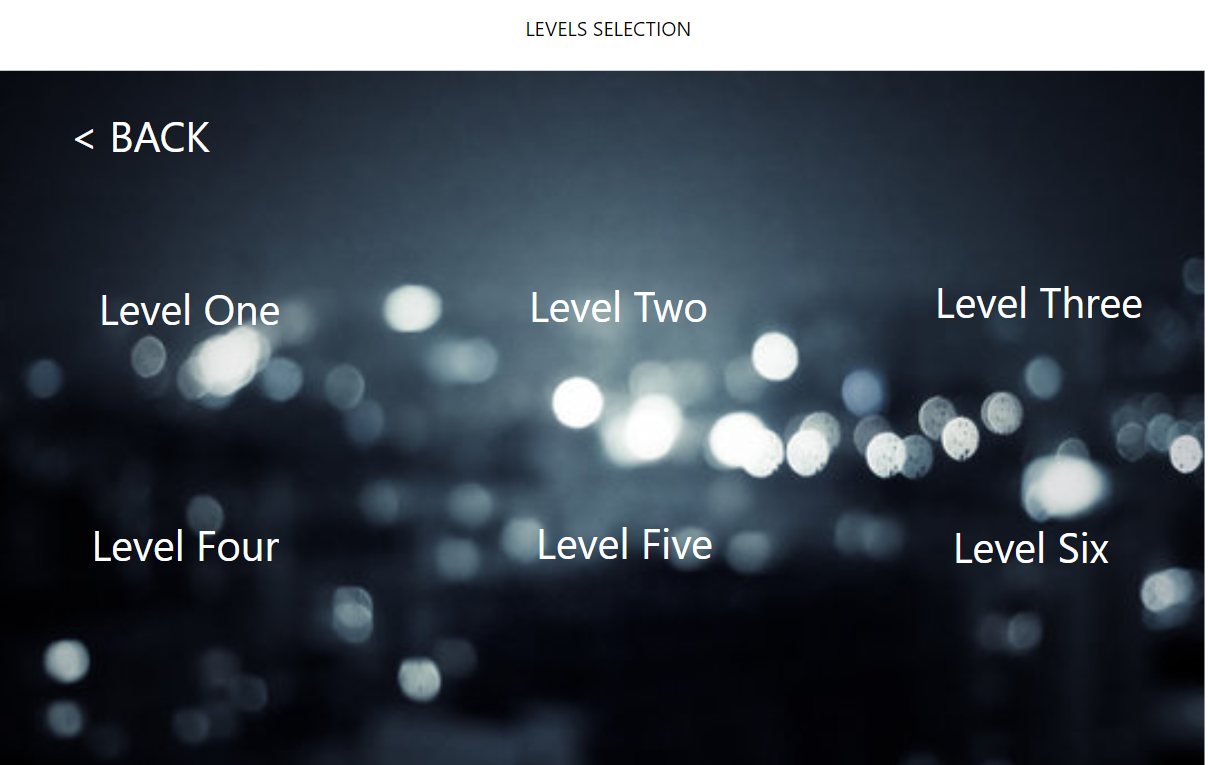 LEVELS SELECTION
< BACK
Level One
Level Two
Level Three
Level Four
Level Five
Level Six